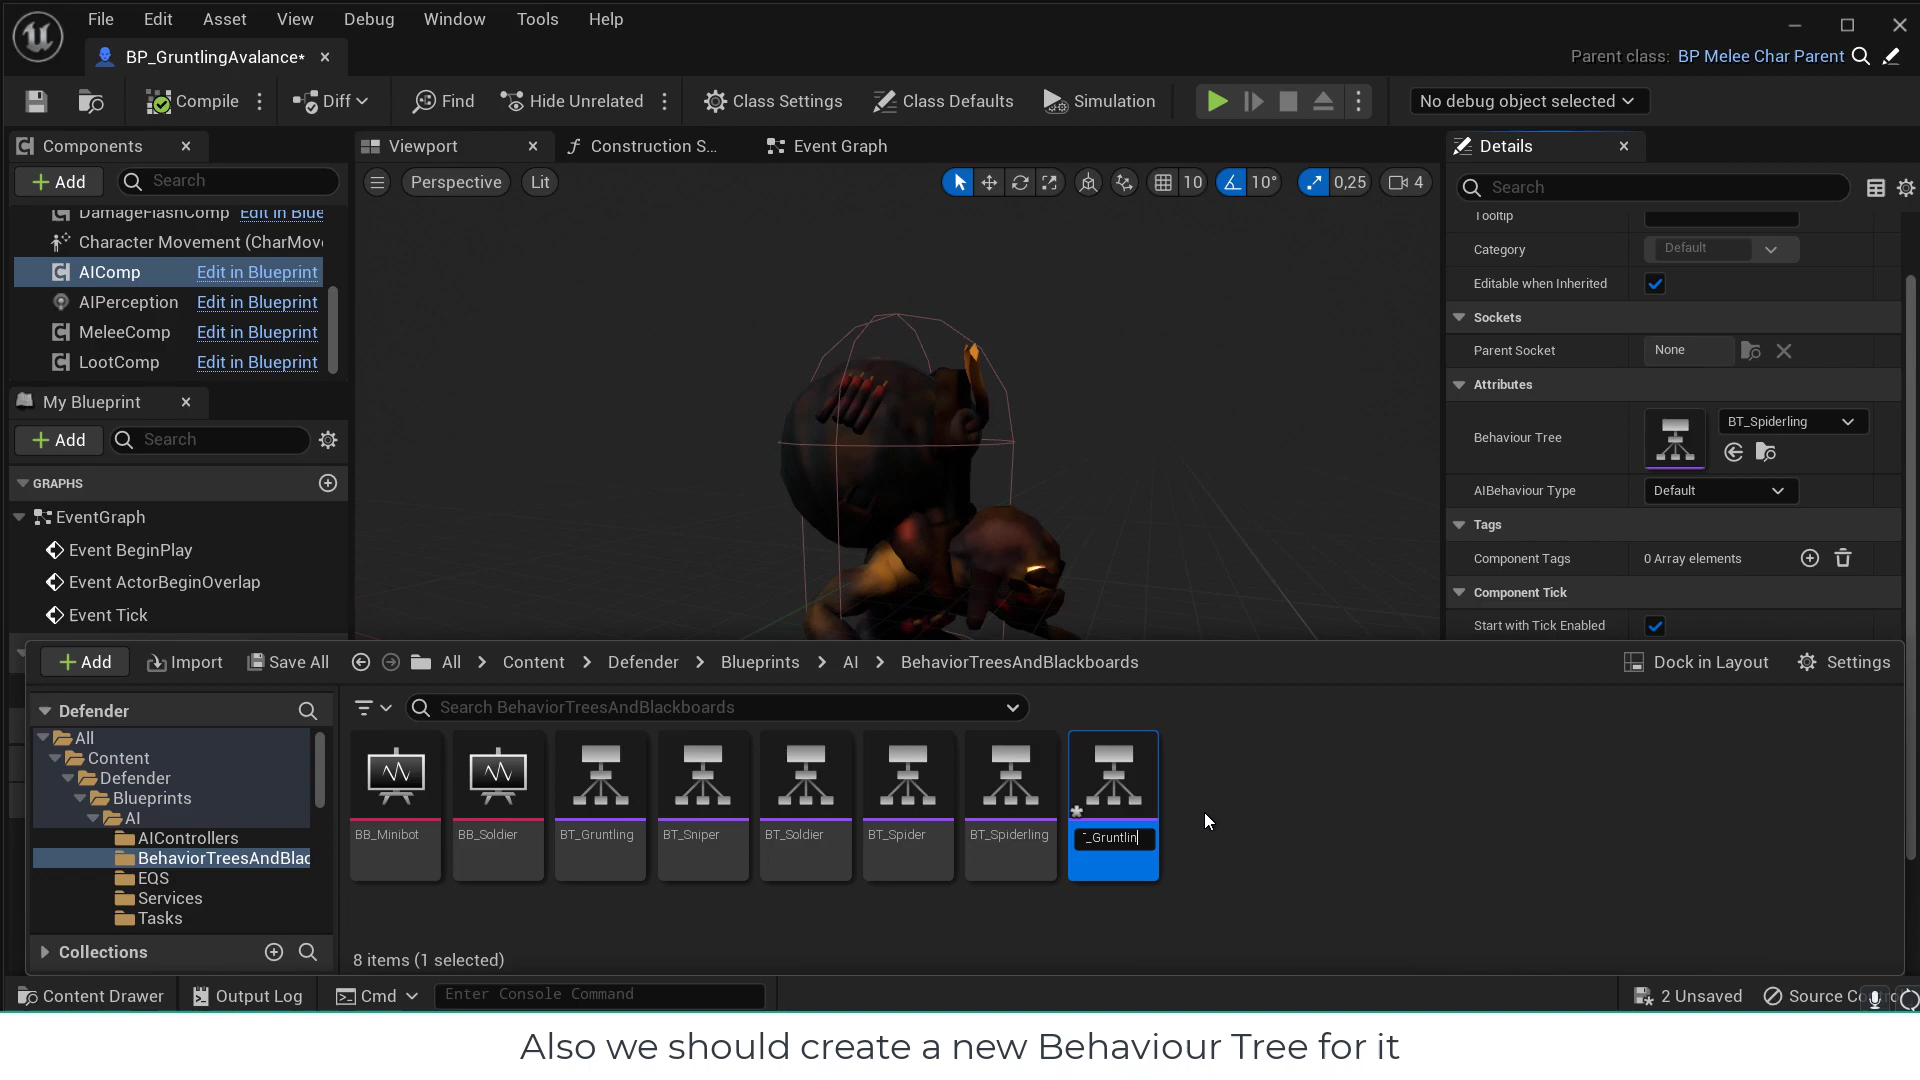 File Edit Asset View Debug Window Tools Help
BP_GruntlingAvalance*
Parent class: BP Melee Char Parent
Compile Diff Find Hide Unrelated Class Settings Class Defaults Simulation No debug object selected
Components Viewport Construction S... Event Graph Details
Add Search Perspective Lit 10 10° 0,25 4 Search
DamageFlashComp Edit in Blue
Tooltip
Character Movement (CharMov
Category Default
AIComp Edit in Blueprint
Editable when Inherited
AIPerception Edit in Blueprint
Sockets
MeleeComp Edit in Blueprint
Parent Socket None
LootComp Edit in Blueprint
Attributes
My Blueprint
Behaviour Tree BT_Spiderling
Add Search
GRAPHS
AIBehaviour Type Default
EventGraph
Tags
Event BeginPlay
Component Tags 0 Array elements
Event ActorBeginOverlap
Component Tick
Event Tick
Start with Tick Enabled
Add Import Save All All Content Defender Blueprints AI BehaviorTreesAndBlackboards Dock in Layout Settings
Defender Search BehaviorTreesAndBlackboards
All
Content
Defender
Blueprints
AI
AIControllers
BehaviorTreesAndBlac
EQS
Services
Tasks
BB_Minibot BB_Soldier BT_Gruntling BT_Sniper BT_Soldier BT_Spider BT_Spiderling _Gruntlin
Collections
8 items (1 selected)
Content Drawer Output Log Cmd Enter Console Command 2 Unsaved Source Co
Also we should create a new Behaviour Tree for it